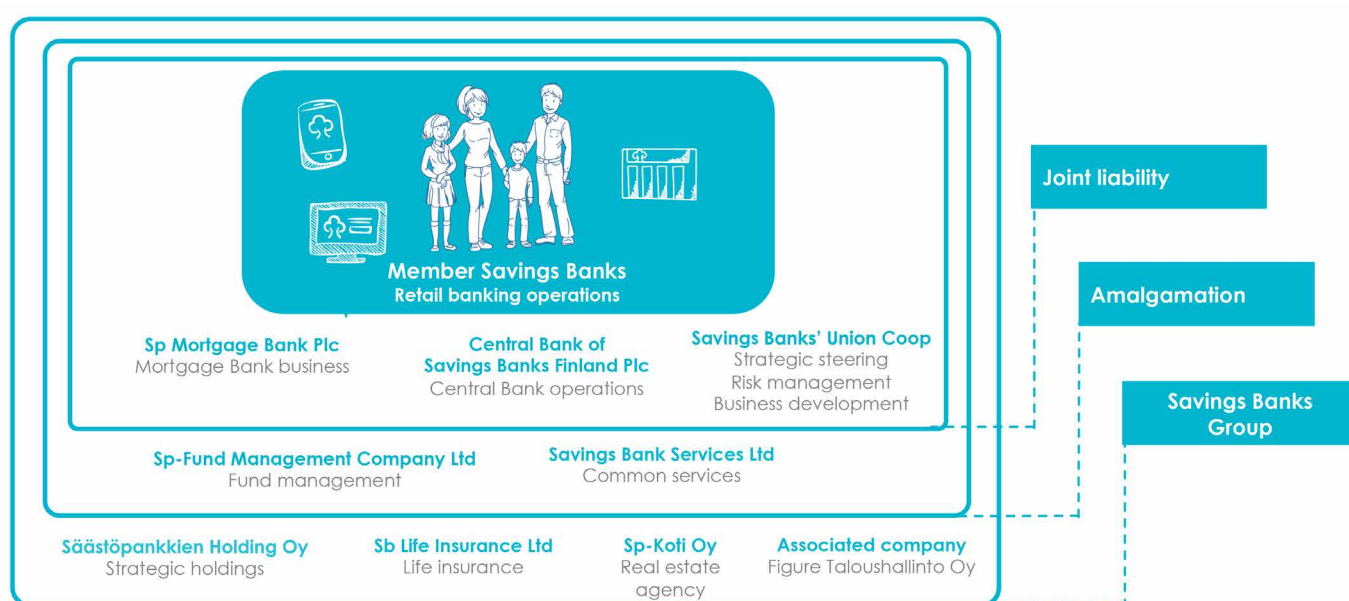 Joint liability
Amalgamation
Savings Banks
Group
Member Savings Banks
Retail banking operations
Sp Mortgage Bank Plc
Mortgage Bank business
Central Bank of
Savings Banks Finland Plc
Central Bank operations
Savings Banks' Union Coop
Strategic steering
Risk management
Business development
Sp-Fund Management Company Ltd
Fund management
Savings Bank Services Ltd
Common services
Säästöpankkien Holding Oy
Strategic holdings
Sb Life Insurance Ltd
Life insurance
Sp-Koti Oy
Real estate
agency
Associated company
Figure Taloushallinto Oy